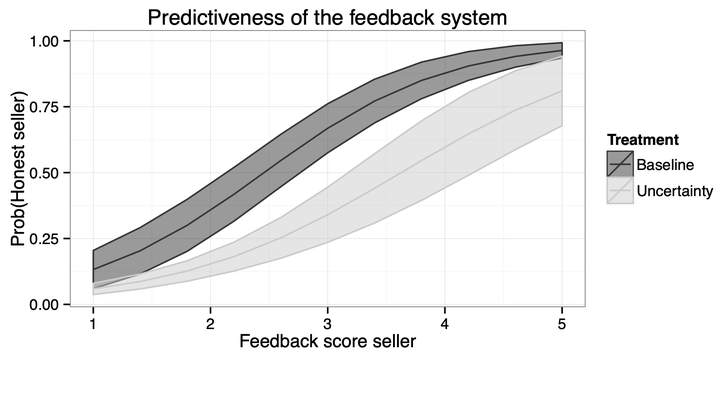 Predictiveness of the feedback system
Prob(Honest seller)
1.00
0.75
0.50
0.25
0.00
1 2 3 4 5
Feedback score seller
Treatment
Baseline
Uncertainty